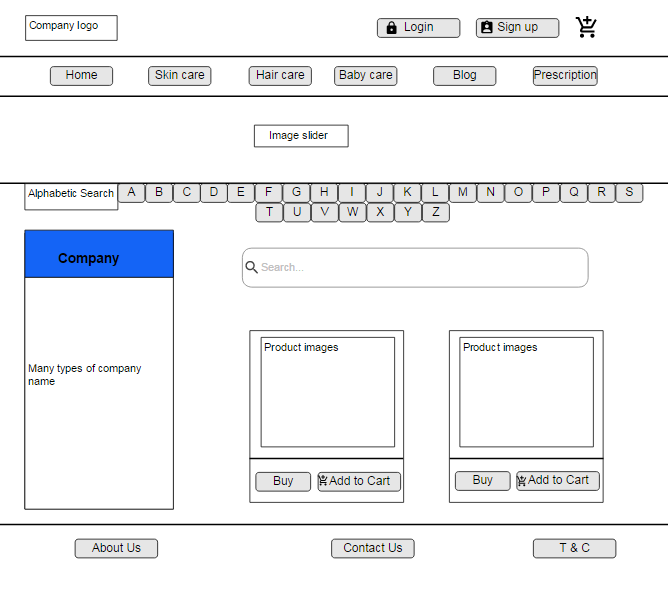 Company logo
Login
Sign up
Home
Skin care
Hair care
Baby care
Blog
Prescription
Image slider
Alphabetic Search
A B C D E F G H I J K L M N O P Q R S
T U V W X Y Z
Company
Search...
Many types of company
name
Product images
Product images
Buy
Add to Cart
Buy
Add to Cart
About Us
Contact Us
T & C